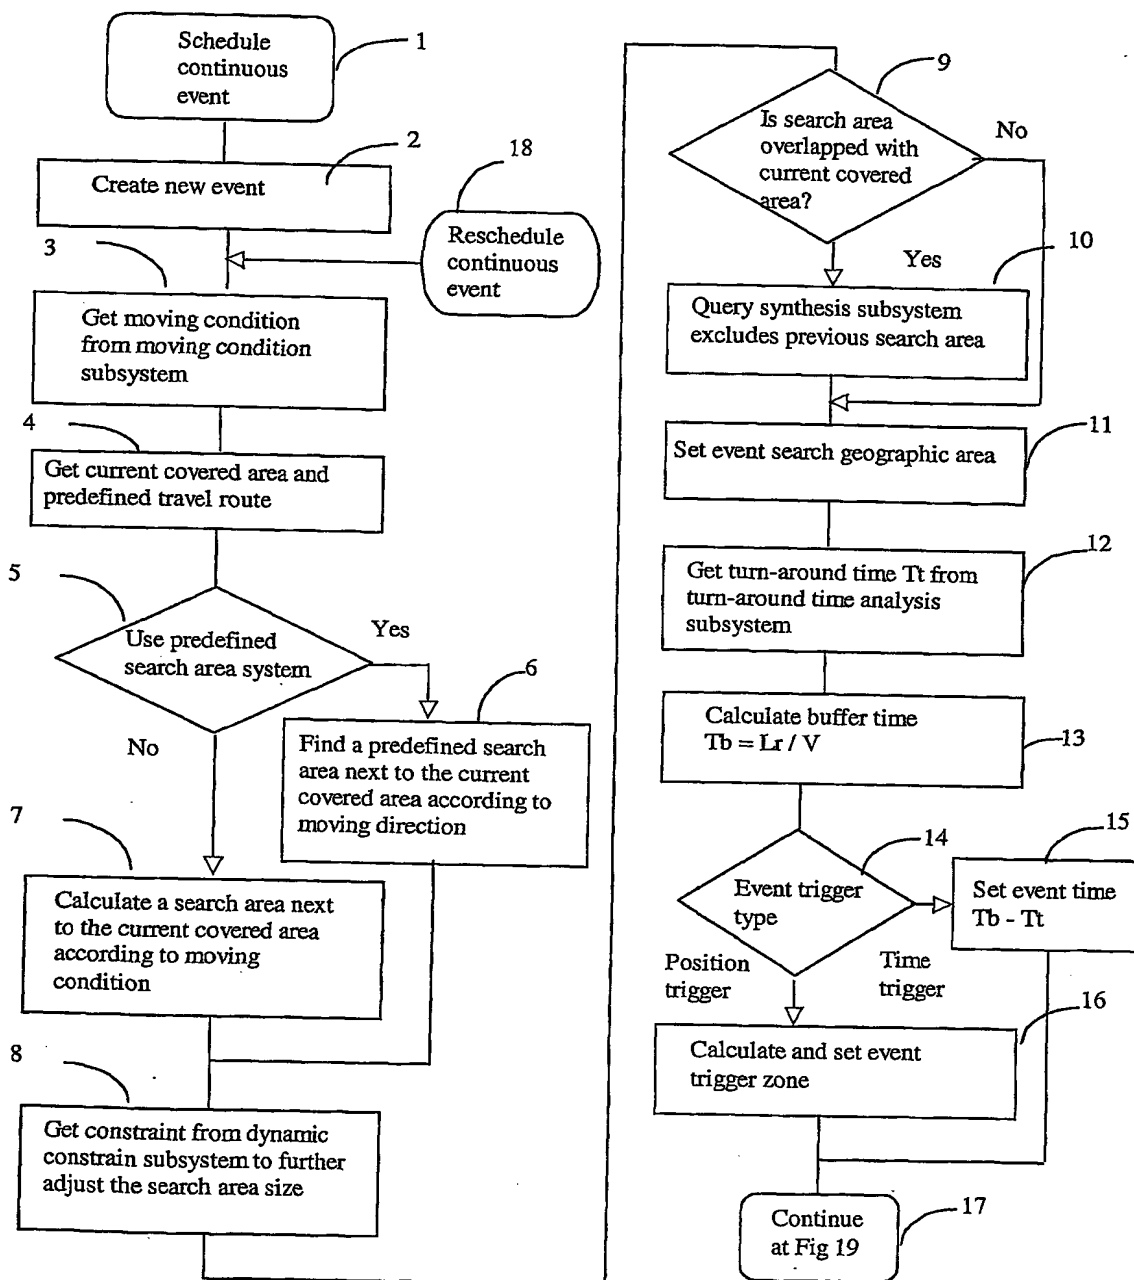 1
Schedule
continuous
event
2
Create new event
18
Reschedule
continuous
event
3
Get moving condition
from moving condition
subsystem
4
Get current covered area and
predefined travel route
5
Use predefined
search area system
Yes
No
6
Find a predefined search
area next to the current
covered area according to
moving direction
7
Calculate a search area next
to the current covered area
according to moving
condition
8
Get constraint from dynamic
constrain subsystem to further
adjust the search area size
9
Is search area
overlapped with
current covered
area?
No
Yes
10
Query synthesis subsystem
excludes previous search area
11
Set event search geographic area
12
Get turn-around time Tt from
turn-around time analysis
subsystem
13
Calculate buffer time
Tb = Lr / V
14
Event trigger
type
15
Set event time
Tb - Tt
Position
trigger
Time
trigger
16
Calculate and set event
trigger zone
17
Continue
at Fig 19